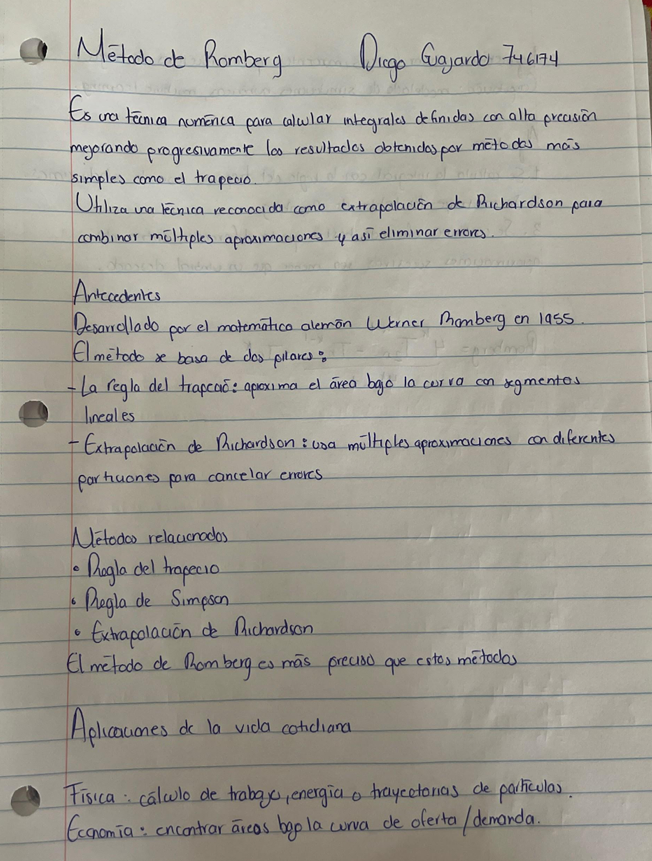 Método de Romberg Diego Gajardo 746174
Es una técnica numérica para calcular integrales definidas con alta precisión
mejorando progresivamente los resultados obtenidos por métodos más
simples como el trapecio.
Utiliza una técnica reconocida como extrapolación de Richardson para
combinar múltiples aproximaciones y así eliminar errores.
Antecedentes
Desarrollado por el matemático alemán Werner Romberg en 1955.
El método se basa de dos pilares:
- La regla del trapecio: aproxima el área bajo la curva con segmentos
lineales
- Extrapolación de Richardson: usa múltiples aproximaciones con diferentes
particiones para cancelar errores
Métodos relacionados
• Regla del trapecio
• Regla de Simpson
• Extrapolación de Richardson
El método de Romberg es más preciso que estos métodos
Aplicaciones de la vida cotidiana
Física: cálculo de trabajo, energía o trayectorias de partículas.
Economía: encontrar áreas bajo la curva de oferta/demanda.